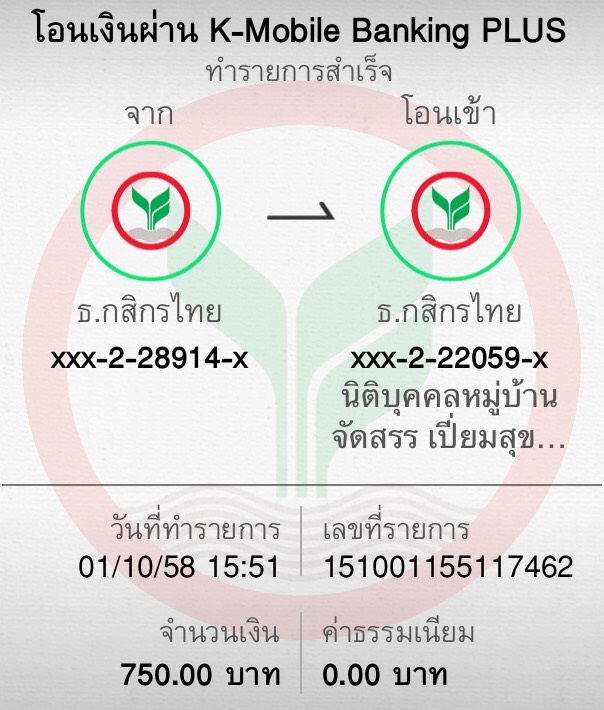 โอนเงินผ่าน K-Mobile Banking PLUS
ทำรายการสำเร็จ
จาก
โอนเข้า
ธ.กสิกรไทย
ธ.กสิกรไทย
xxx-2-28914-x
xxx-2-22059-x
นิติบุคคลหมู่บ้าน
จัดสรร เปี่ยมสุข...
วันที่ทำรายการ
เลขที่รายการ
01/10/58 15:51
151001155117462
จำนวนเงิน
ค่าธรรมเนียม
750.00 บาท
0.00 บาท